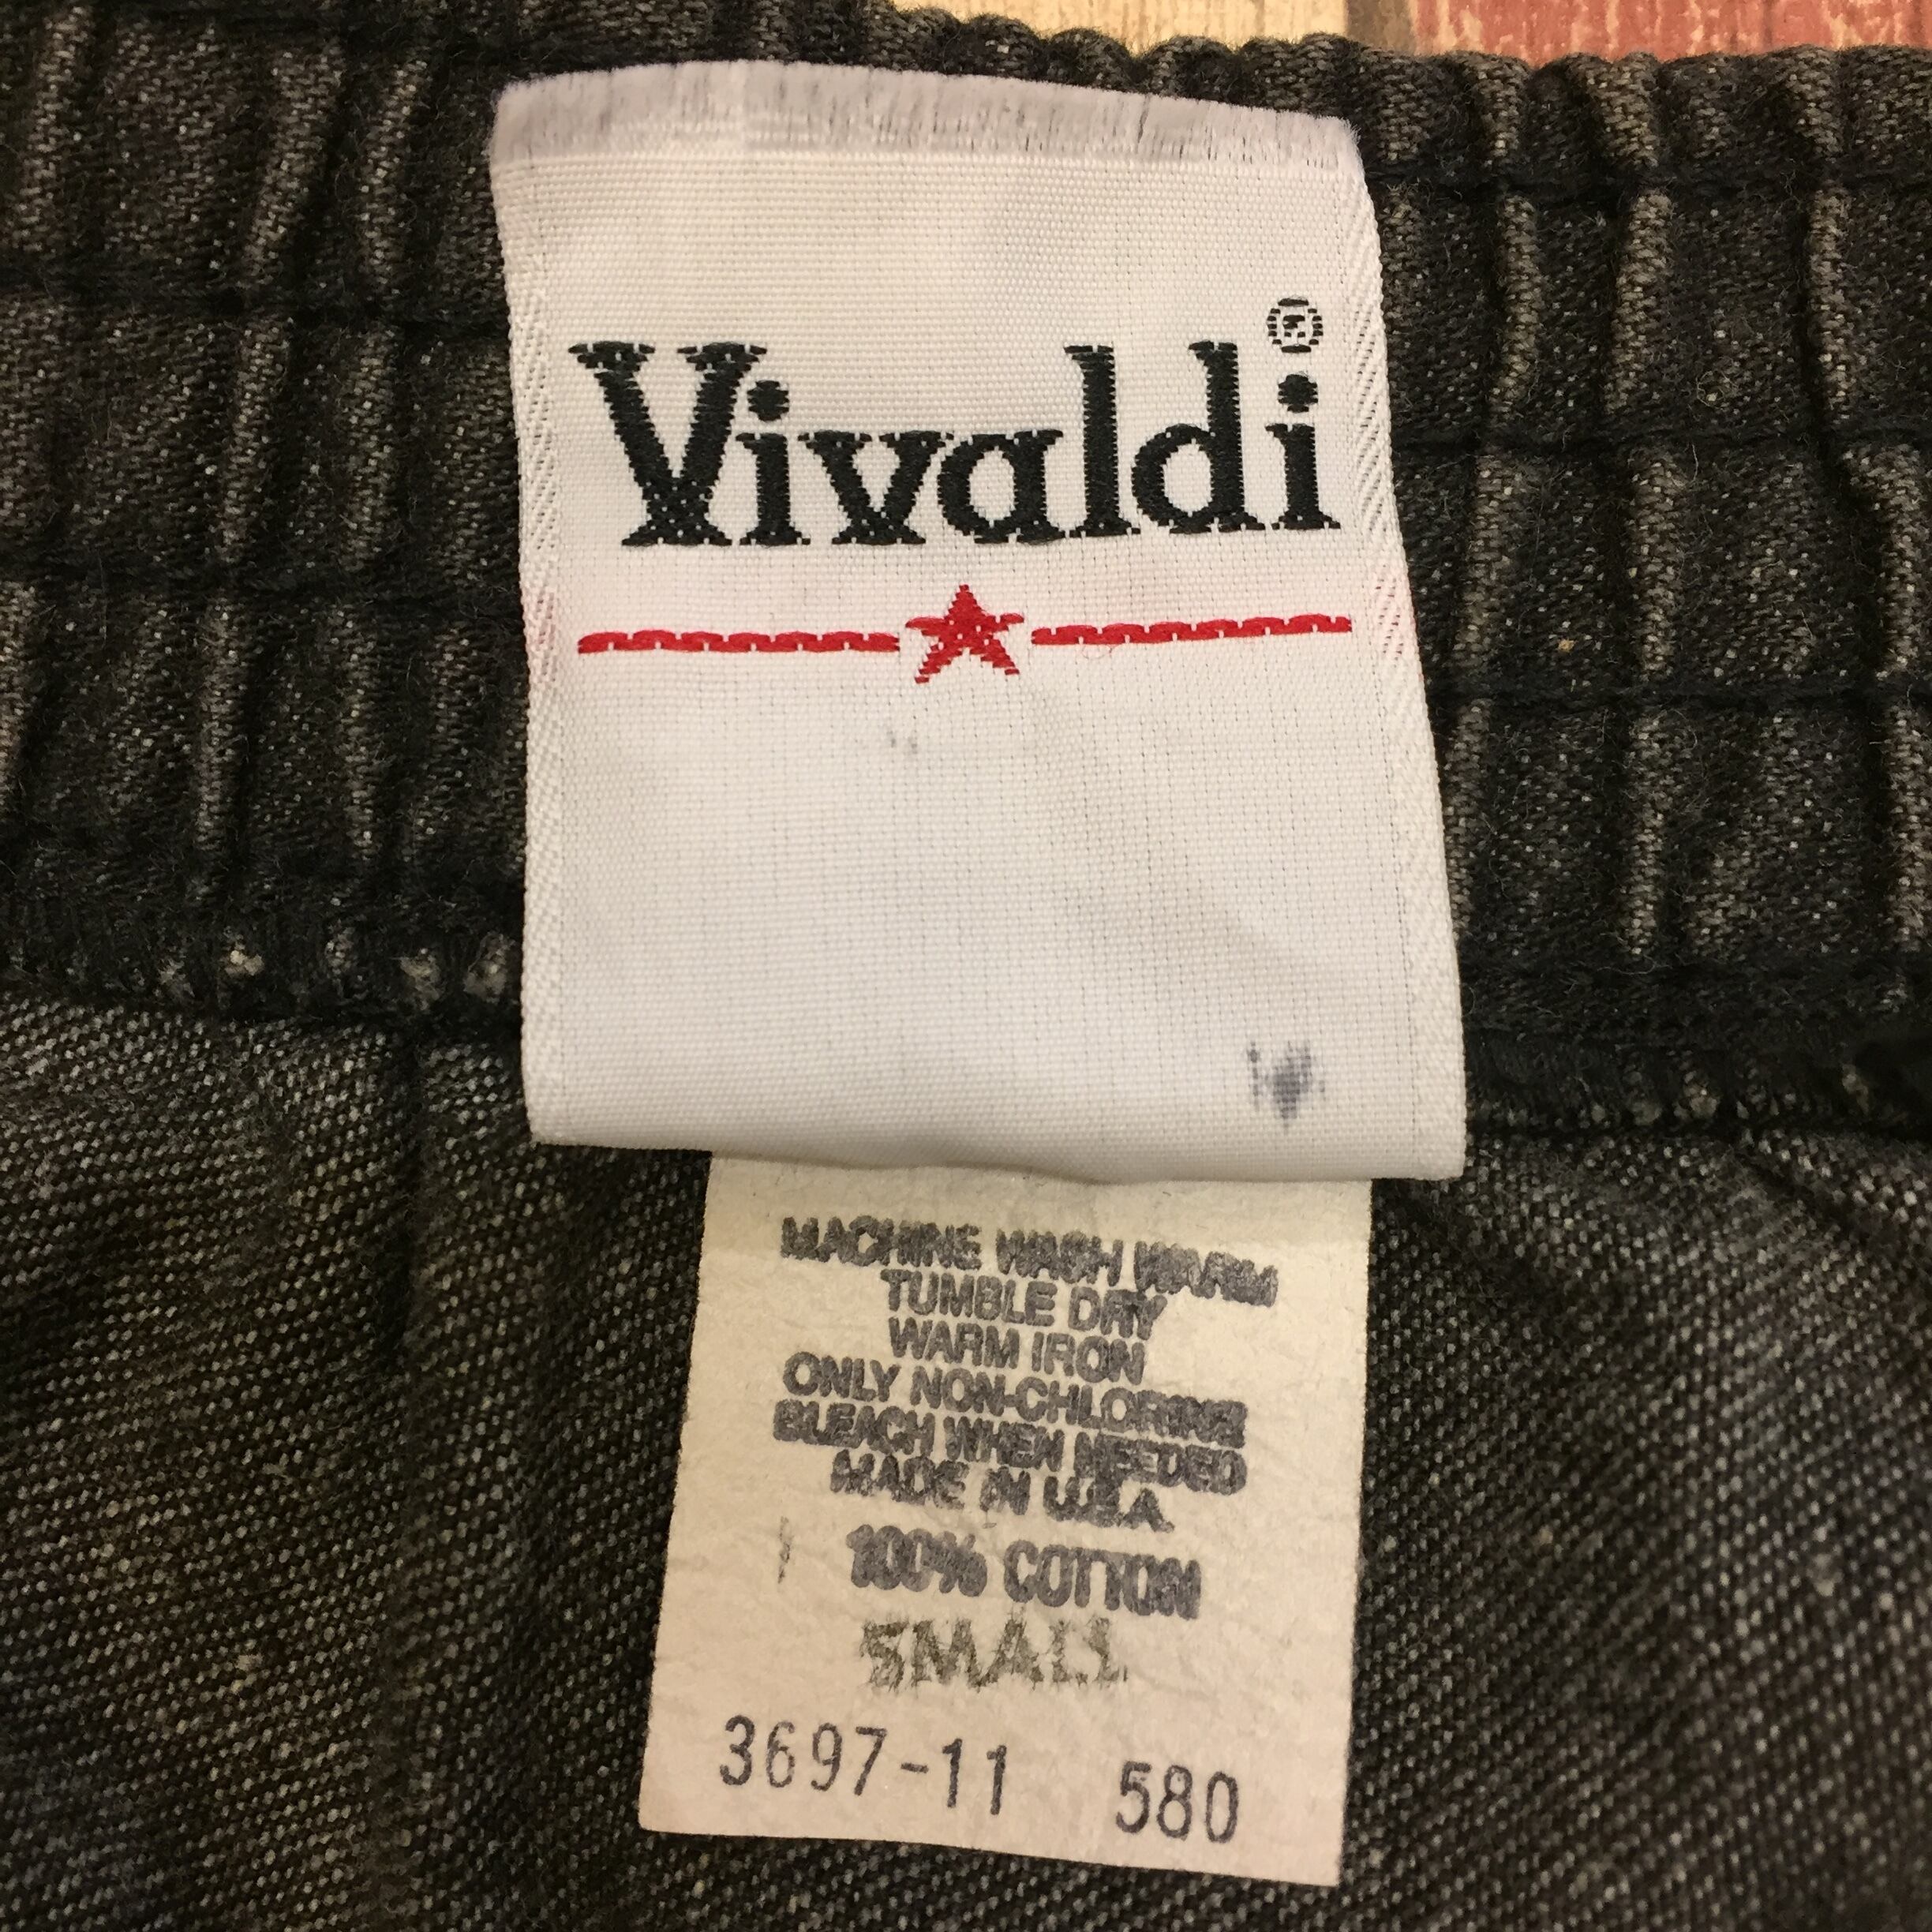 Vivaldi®
MACHINE WASH WARM
TUMBLE DRY
WARM IRON
ONLY NON-CHLORINE
BLEACH WHEN NEEDED
MADE IN U.S.A.
100% COTTON
SMALL
3697-11 580